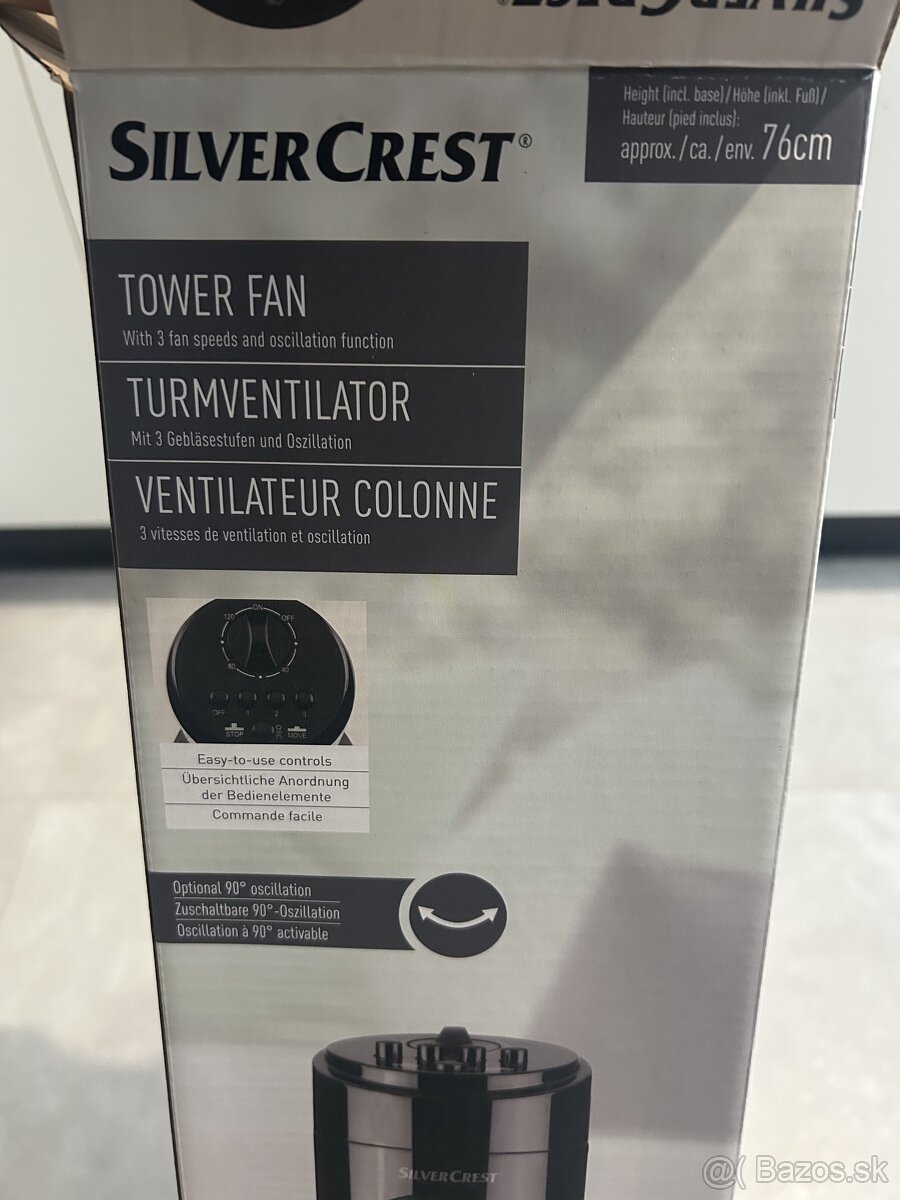 SILVERCREST
Height (incl. base) / Höhe (inkl. Fuß) /
Hauteur (pied inclus):
approx. / ca. / env. 76cm
SILVERCREST®
TOWER FAN
With 3 fan speeds and oscillation function
TURMVENTILATOR
Mit 3 Gebläsestufen und Oszillation
VENTILATEUR COLONNE
3 vitesses de ventilation et oscillation
ON
120 OFF
80 40
OFF 1 2 3
STOP OSC MOVE
Easy-to-use controls
Übersichtliche Anordnung
der Bedienelemente
Commande facile
Optional 90° oscillation
Zuschaltbare 90°-Oszillation
Oscillation à 90° activable
SILVERCREST
@( Bazos.sk